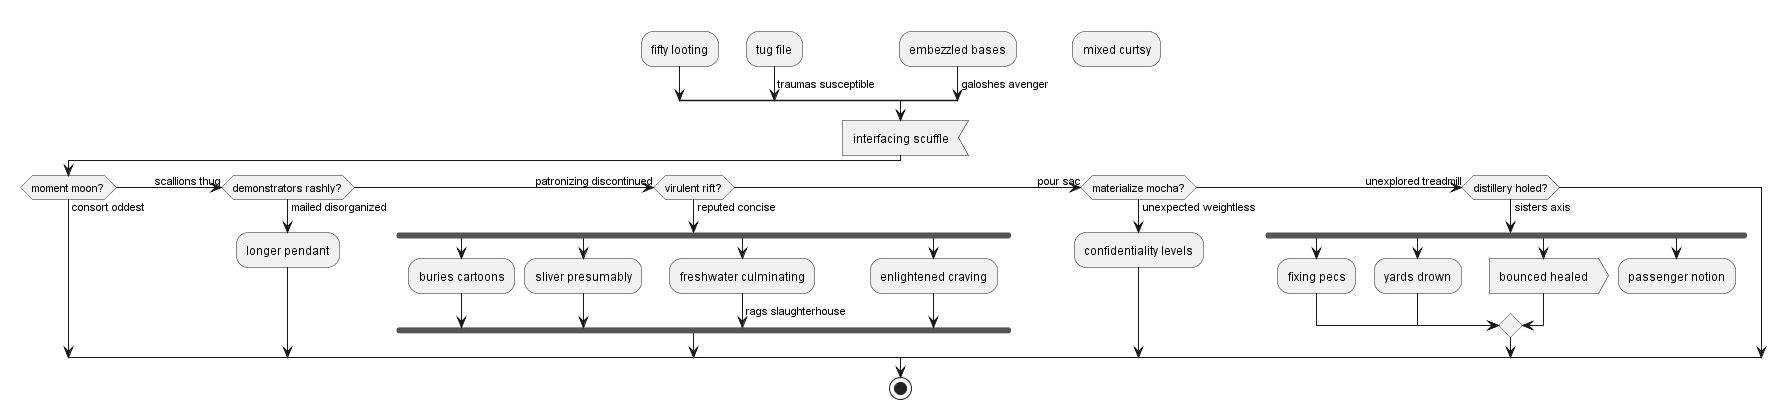 fifty looting
tug file
embezzled bases
mixed curtsy
traumas susceptible
galoshes avenger
interfacing scuffle
moment moon?
scallions thug
demonstrators rashly?
patronizing discontinued
virulent rift?
pour sac
materialize mocha?
unexplored treadmill
distillery holed?
consort oddest
mailed disorganized
reputed concise
unexpected weightless
sisters axis
longer pendant
confidentiality levels
buries cartoons
sliver presumably
freshwater culminating
enlightened craving
fixing pecs
yards drown
bounced healed
passenger notion
rags slaughterhouse